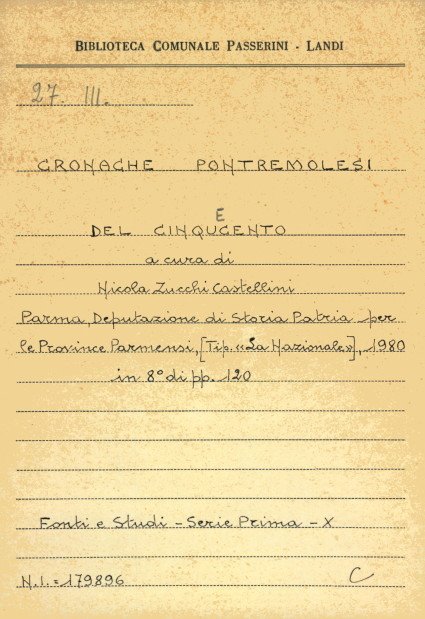 BIBLIOTECA COMUNALE PASSERINI - LANDI
27. III.
CRONACHE PONTREMOLESI
E
DEL CINQUCENTO
a cura di
Nicola Zucchi Castellini
Parma, Deputazione di Storia Patria per
le Province Parmensi, [Tip. «La Nazionale»], 1980
in 8° di pp. 120
Fonti e Studi - Serie Prima - X
N.I. = 179896 C